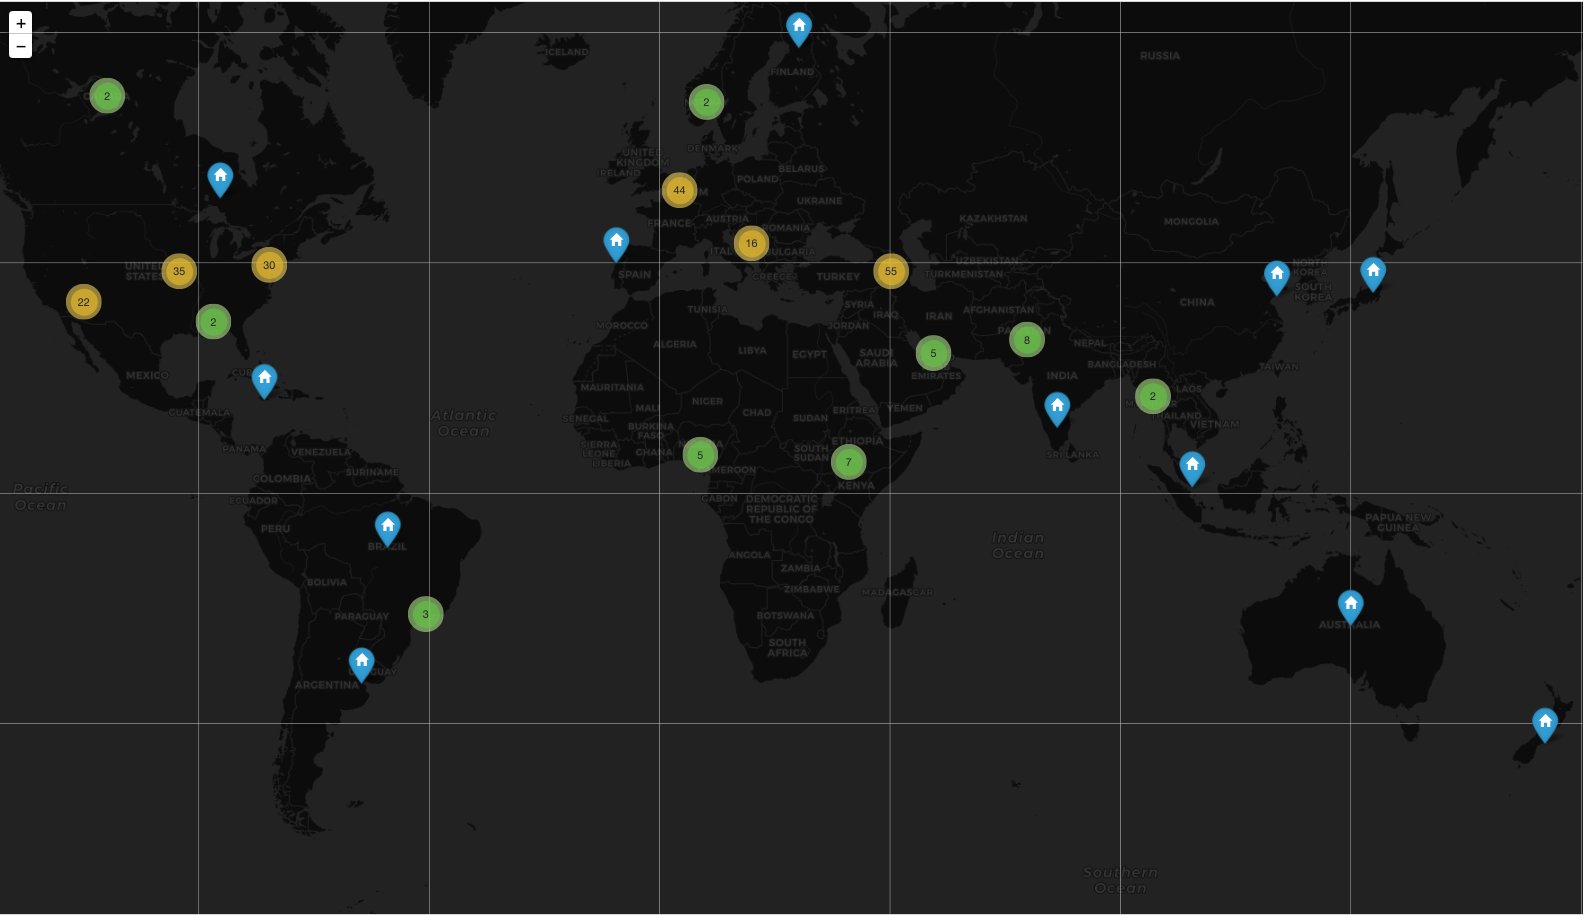 +
−
ICELAND
RUSSIA
FINLAND
2
2
DENMARK
UNITED
KINGDOM
IRELAND
BELARUS
POLAND
44
UKRAINE
FRANCE
AUSTRIA
ROMANIA
KAZAKHSTAN
MONGOLIA
16
UNITED
STATES
35
30
SPAIN
GREECE
TURKEY
55
UZBEKISTAN
TURKMENISTAN
NORTH
KOREA
SOUTH
KOREA
CHINA
22
2
TUNISIA
SYRIA
IRAQ
IRAN
AFGHANISTAN
MOROCCO
JORDAN
8
NEPAL
ALGERIA
LIBYA
EGYPT
SAUDI
ARABIA
5
EMIRATES
BANGLADESH
TAIWAN
MEXICO
INDIA
MAURITANIA
2
LAOS
GUATEMALA
Atlantic
Ocean
SENEGAL
MALI
NIGER
CHAD
SUDAN
ERITREA
YEMEN
THAILAND
VIETNAM
BURKINA
FASO
PANAMA
VENEZUELA
SIERRA
LEONE
LIBERIA
GHANA
5
SOUTH
SUDAN
ETHIOPIA
7
KENYA
SRI LANKA
SURINAME
COLOMBIA
Pacific
Ocean
ECUADOR
GABON
DEMOCRATIC
REPUBLIC OF
THE CONGO
PERU
BRAZIL
Indian
Ocean
PAPUA NEW
GUINEA
ANGOLA
ZAMBIA
BOLIVIA
ZIMBABWE
MADAGASCAR
PARAGUAY
3
BOTSWANA
AUSTRALIA
SOUTH
AFRICA
ARGENTINA
Southern
Ocean